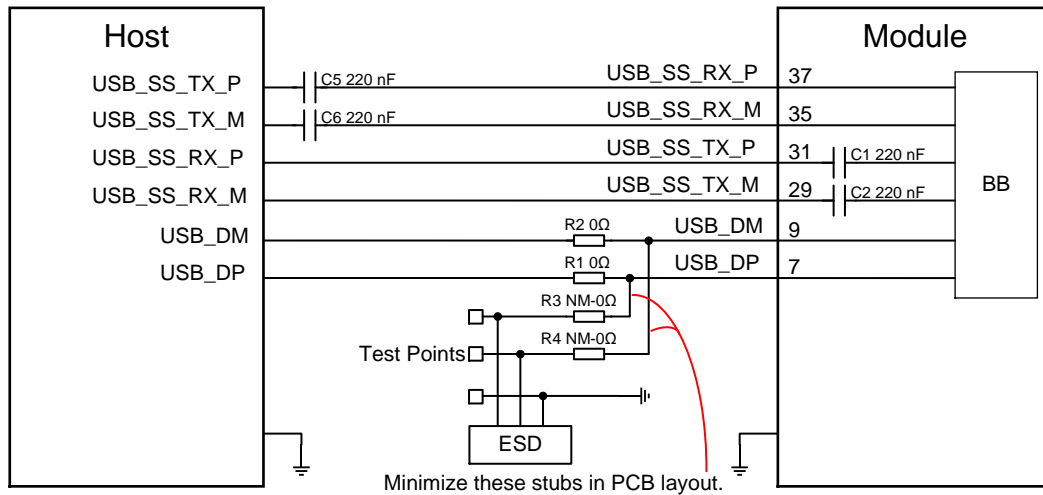 Host
Module
USB_SS_TX_P
C5 220 nF
USB_SS_RX_P
37
USB_SS_TX_M
C6 220 nF
USB_SS_RX_M
35
USB_SS_RX_P
USB_SS_TX_P
31
C1 220 nF
USB_SS_RX_M
USB_SS_TX_M
29
C2 220 nF
BB
USB_DM
R2 0Ω
USB_DM
9
USB_DP
R1 0Ω
USB_DP
7
R3 NM-0Ω
R4 NM-0Ω
Test Points
ESD
Minimize these stubs in PCB layout.